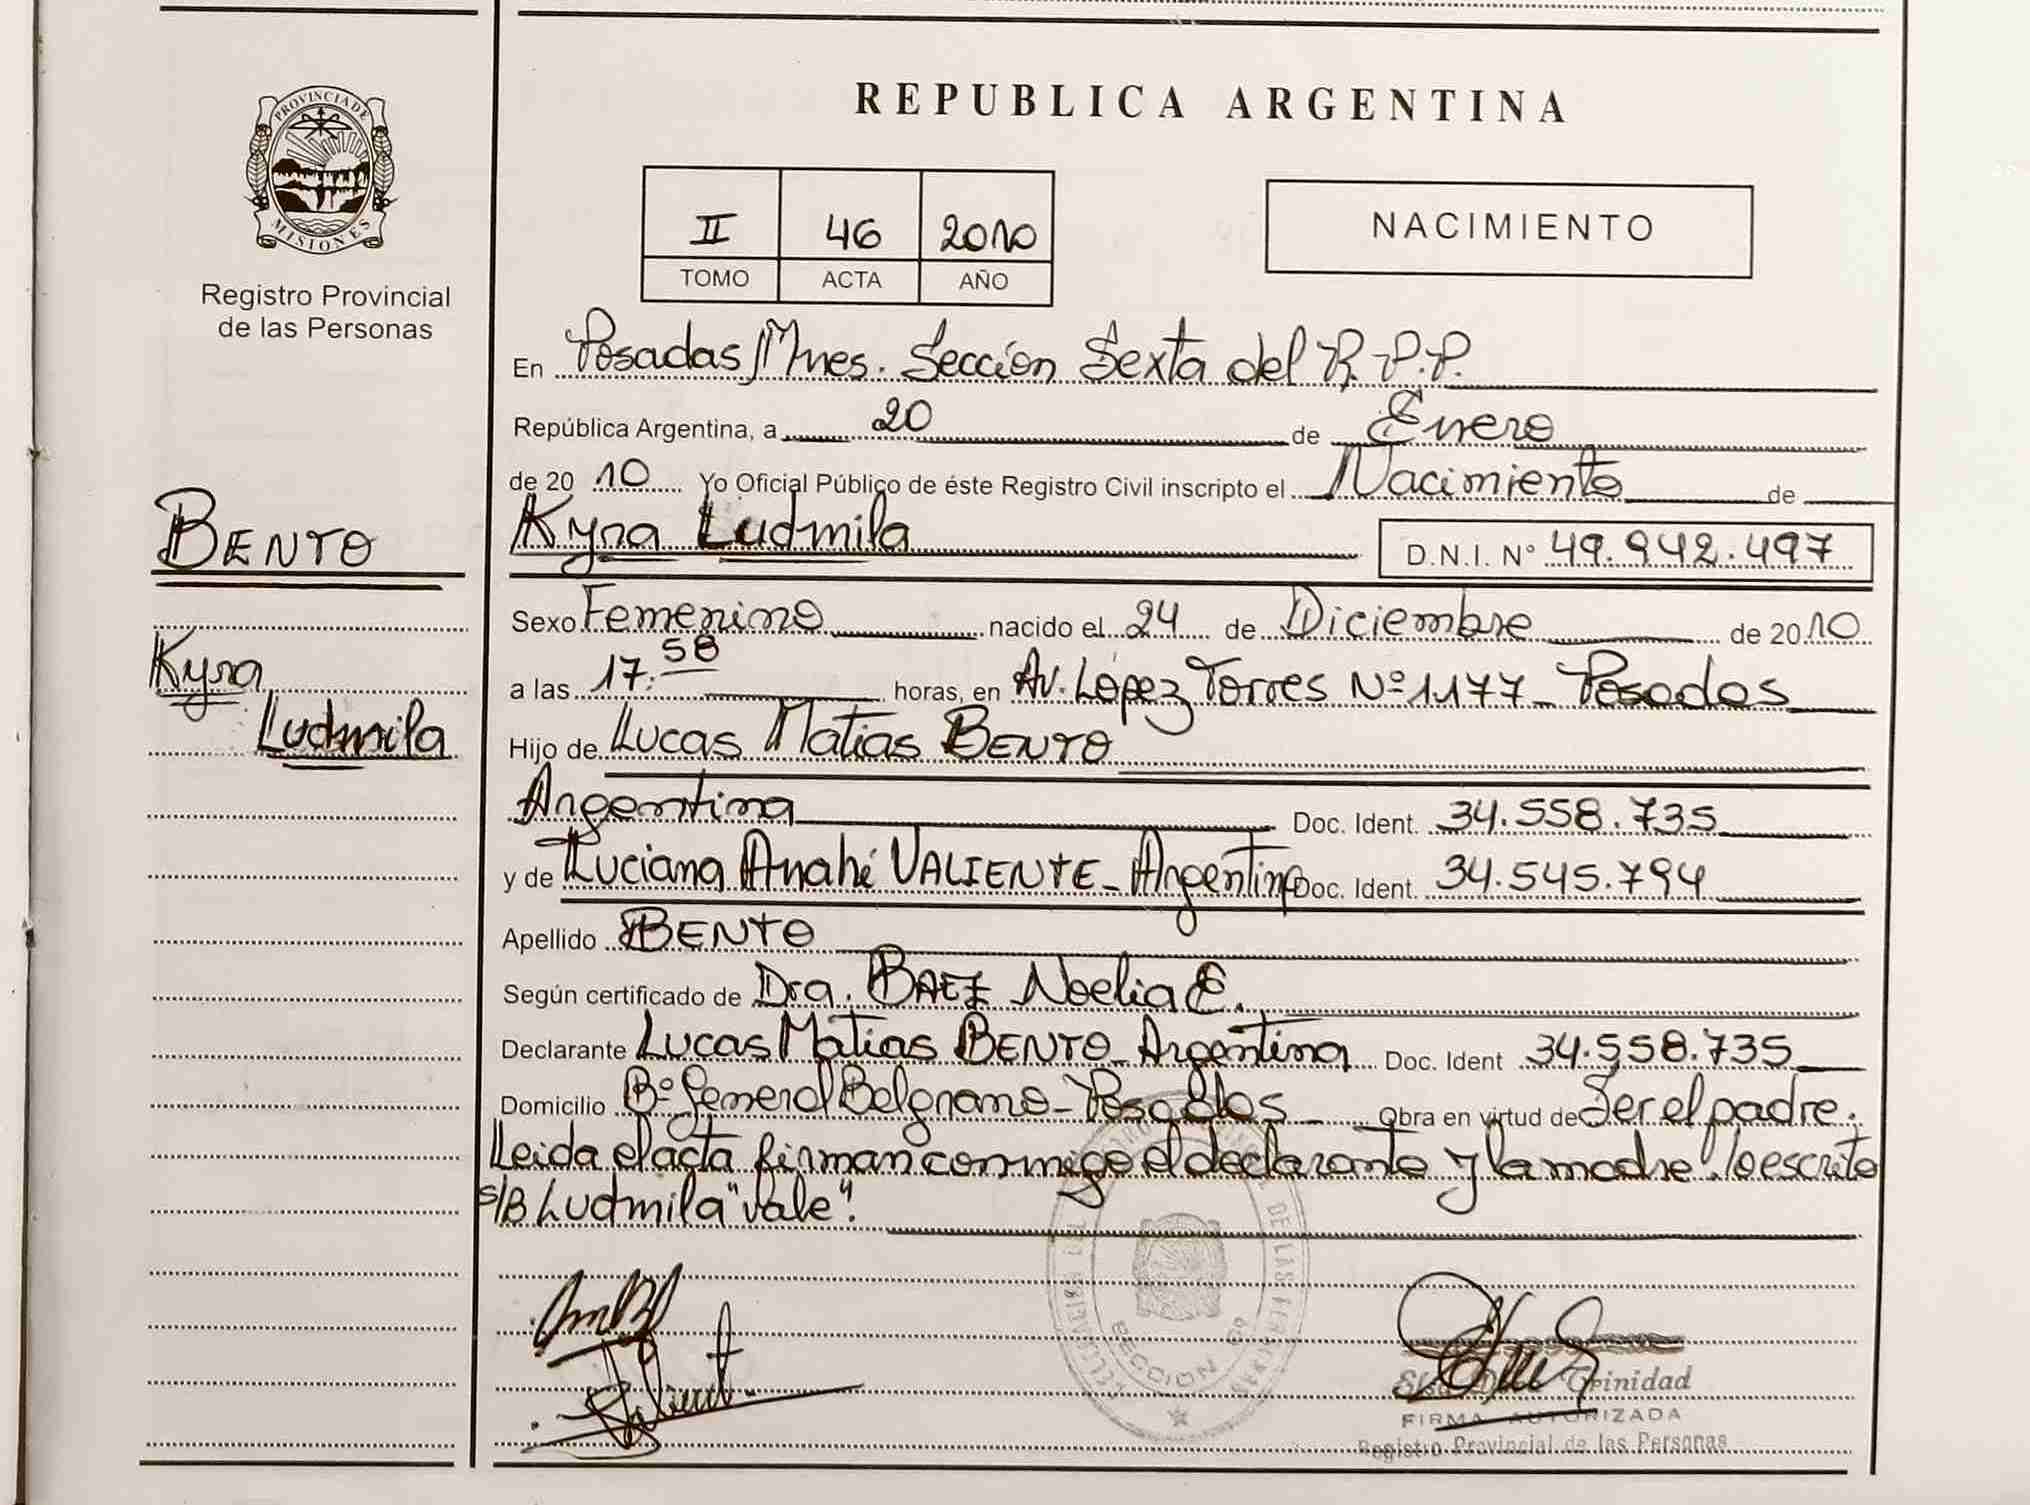 REPUBLICA ARGENTINA
PROVINCIA DE
MISIONES
Registro Provincial
de las Personas
II 46 2010
TOMO ACTA AÑO
NACIMIENTO
En Posadas, Mnes. Sección Sexta del R.P.P.
República Argentina, a 20 de Enero
de 2010 Yo Oficial Público de éste Registro Civil inscripto el Nacimiento de
BENTO
Kyra
Ludmila
Kyra Ludmila D.N.I. N° 49.942.497
Sexo Femenino nacido el 24 de Diciembre de 2010
a las 17:58 horas, en Av. López Torres Nº 1177 - Posadas
Hijo de Lucas Matias BENTO
Argentina Doc. Ident. 34.558.735
y de Luciana Anahé VALIENTE - Argentina Doc. Ident. 34.545.794
Apellido BENTO
Según certificado de Dra. BAEZ Noelia E.
Declarante Lucas Matias BENTO - Argentina Doc. Ident 34.558.735
Domicilio Bº General Belgrano - Posadas Obra en virtud de Ser el padre.
Leida el acta firman conmigo el declarante y la madre. lo escrito
s/B Ludmila "vale".
SECCION 6º
Trinidad
FIRMA AUTORIZADA
Registro Provincial de las Personas